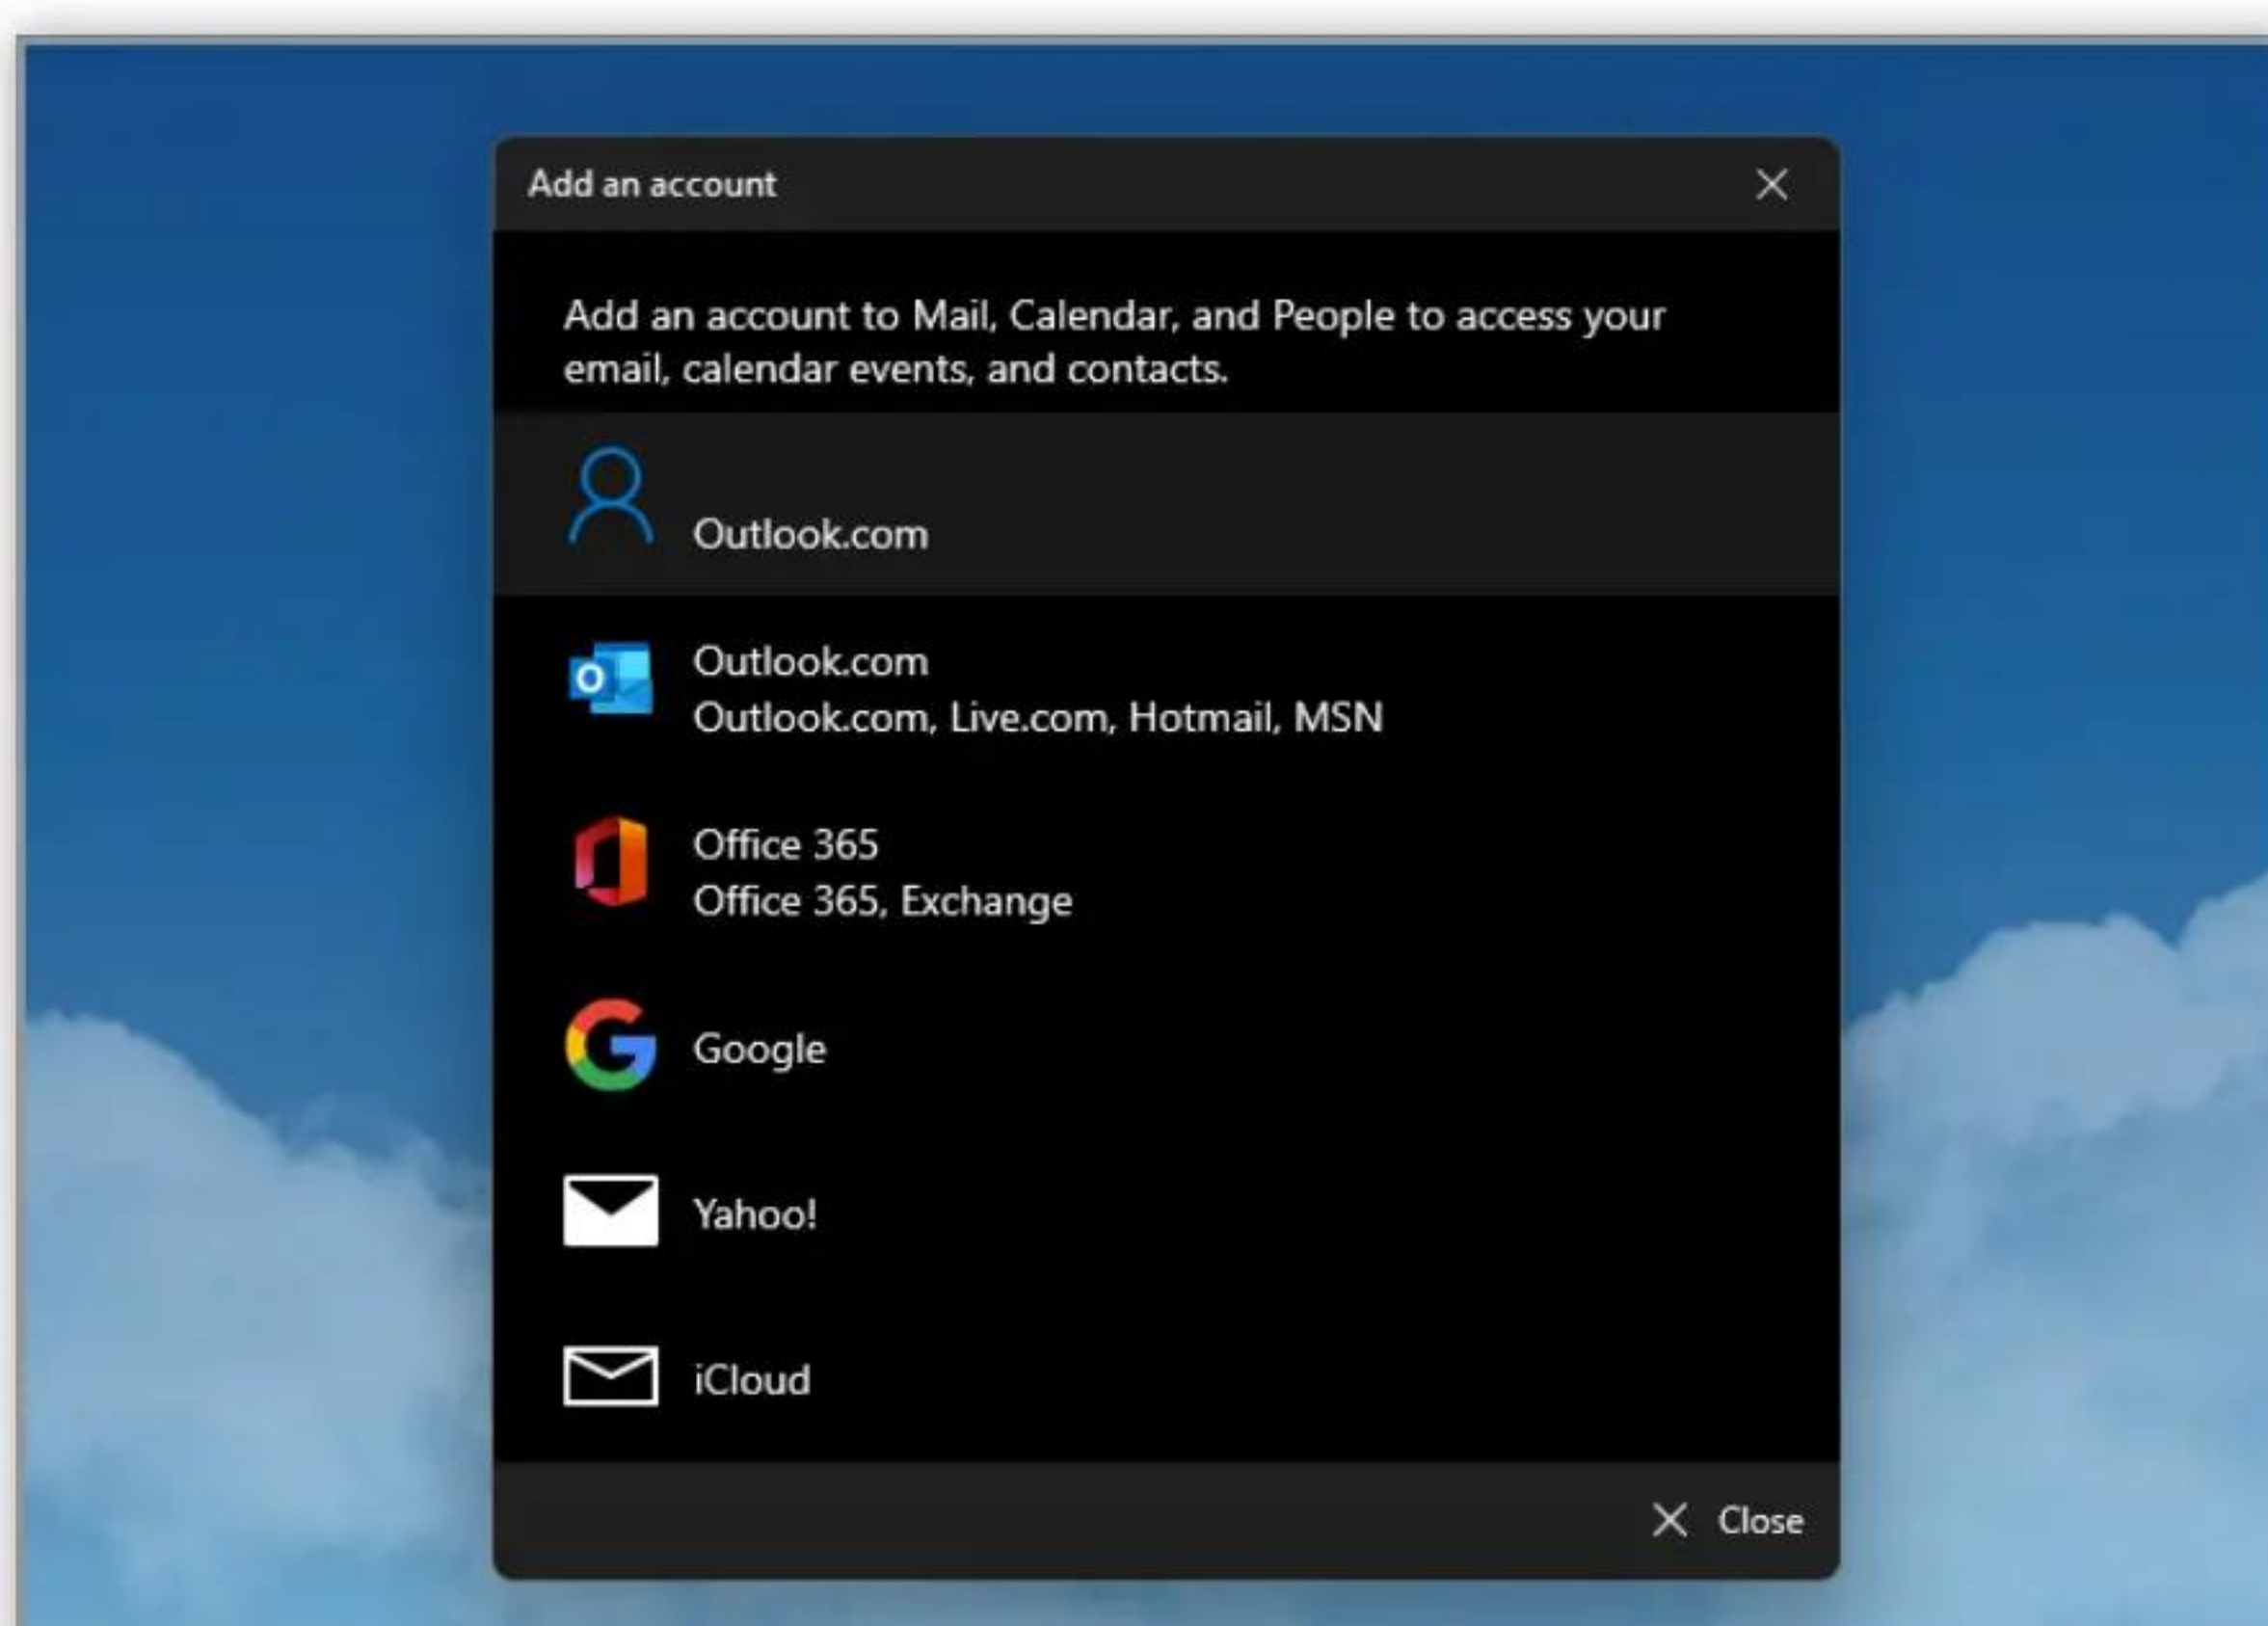 Add an account
Add an account to Mail, Calendar, and People to access your
email, calendar events, and contacts.
Outlook.com
Outlook.com
Outlook.com, Live.com, Hotmail, MSN
Office 365
Office 365, Exchange
Google
Yahoo!
iCloud
Close